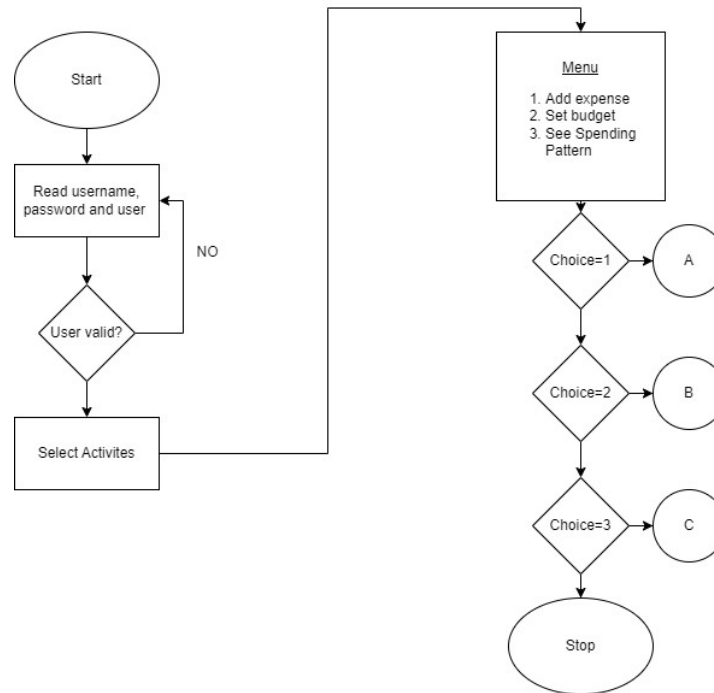 Start
Read username,
password and user
NO
User valid?
Select Activites
Menu
1. Add expense
2. Set budget
3. See Spending
Pattern
Choice=1
A
Choice=2
B
Choice=3
C
Stop